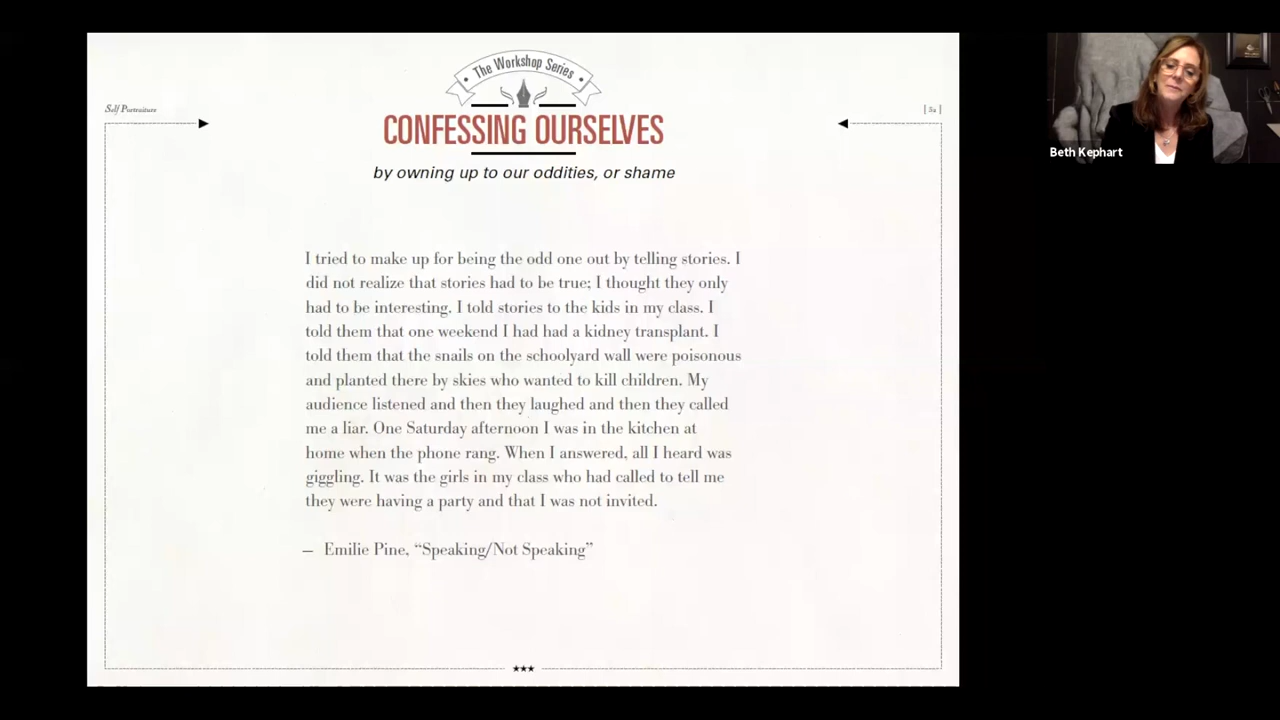 The Workshop Series
Self Portraiture
| 52 |
CONFESSING OURSELVES
by owning up to our oddities, or shame
I tried to make up for being the odd one out by telling stories. I
did not realize that stories had to be true; I thought they only
had to be interesting. I told stories to the kids in my class. I
told them that one weekend I had had a kidney transplant. I
told them that the snails on the schoolyard wall were poisonous
and planted there by skies who wanted to kill children. My
audience listened and then they laughed and then they called
me a liar. One Saturday afternoon I was in the kitchen at
home when the phone rang. When I answered, all I heard was
giggling. It was the girls in my class who had called to tell me
they were having a party and that I was not invited.
— Emilie Pine, “Speaking/Not Speaking”
Beth Kephart